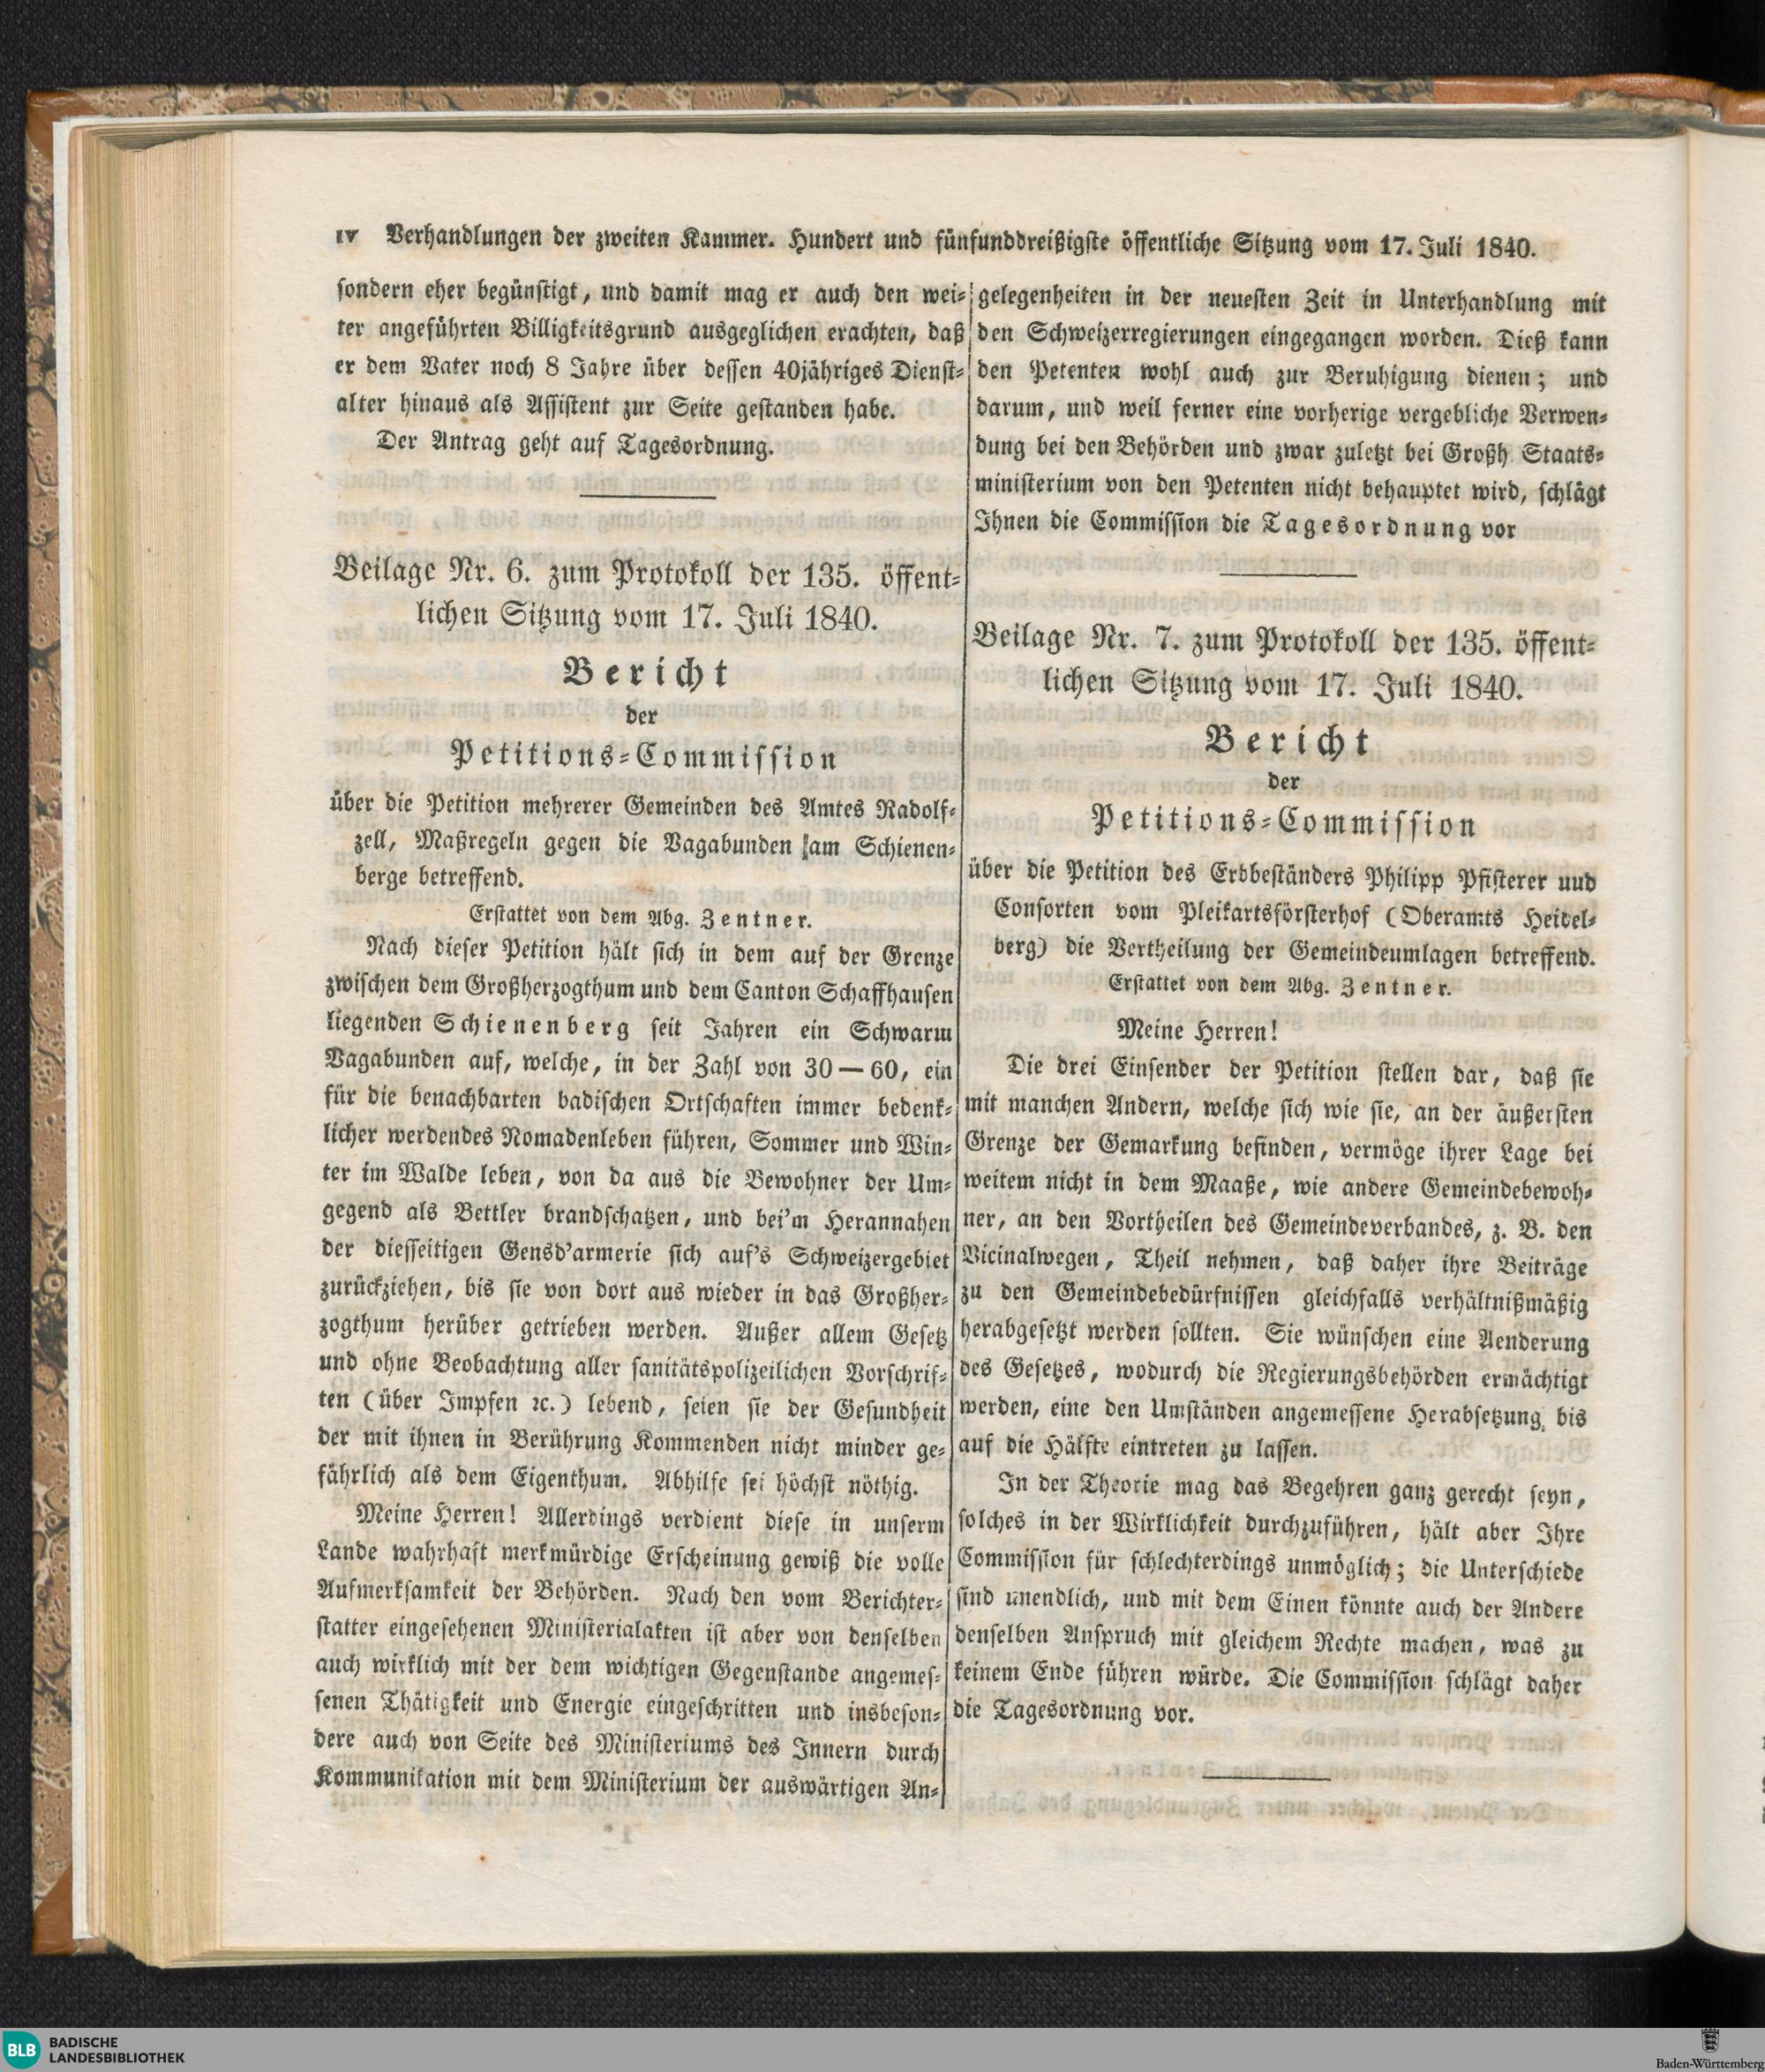 IV Verhandlungen der zweiten Kammer. Hundert und fünfunddreißigste öffentliche Sitzung vom 17. Juli 1840.
sondern eher begünstigt, und damit mag er auch den wei-
ter angeführten Billigkeitsgrund ausgeglichen erachten, daß
er dem Vater noch 8 Jahre über dessen 40jähriges Dienst-
alter hinaus als Assistent zur Seite gestanden habe.
Der Antrag geht auf Tagesordnung.
Beilage Nr. 6. zum Protokoll der 135. öffent-
lichen Sitzung vom 17. Juli 1840.
Bericht
der
Petitions-Commission
über die Petition mehrerer Gemeinden des Amtes Radolf-
zell, Maßregeln gegen die Vagabunden am Schienen-
berge betreffend.
Erstattet von dem Abg. Zentner.
Nach dieser Petition hält sich in dem auf der Grenze
zwischen dem Großherzogthum und dem Canton Schaffhausen
liegenden Schienenberg seit Jahren ein Schwarm
Vagabunden auf, welche, in der Zahl von 30 — 60, ein
für die benachbarten badischen Ortschaften immer bedenk-
licher werdendes Nomadenleben führen, Sommer und Win-
ter im Walde leben, von da aus die Bewohner der Um-
gegend als Bettler brandschatzen, und bei'm Herannahen
der diesseitigen Gensd'armerie sich auf's Schweizergebiet
zurückziehen, bis sie von dort aus wieder in das Großher-
zogthum herüber getrieben werden. Außer allem Gesetz
und ohne Beobachtung aller sanitätspolizeilichen Vorschrif-
ten (über Impfen ꝛc.) lebend, seien sie der Gesundheit
der mit ihnen in Berührung Kommenden nicht minder ge-
fährlich als dem Eigenthum. Abhilfe sei höchst nöthig.
Meine Herren! Allerdings verdient diese in unserm
Lande wahrhaft merkwürdige Erscheinung gewiß die volle
Aufmerksamkeit der Behörden. Nach den vom Berichter-
statter eingesehenen Ministerialakten ist aber von denselben
auch wirklich mit der dem wichtigen Gegenstande angemes-
senen Thätigkeit und Energie eingeschritten und insbeson-
dere auch von Seite des Ministeriums des Innern durch
Kommunikation mit dem Ministerium der auswärtigen An-
gelegenheiten in der neuesten Zeit in Unterhandlung mit
den Schweizerregierungen eingegangen worden. Dieß kann
den Petenten wohl auch zur Beruhigung dienen; und
darum, und weil ferner eine vorherige vergebliche Verwen-
dung bei den Behörden und zwar zuletzt bei Großh. Staats-
ministerium von den Petenten nicht behauptet wird, schlägt
Ihnen die Commission die Tagesordnung vor
Beilage Nr. 7. zum Protokoll der 135. öffent-
lichen Sitzung vom 17. Juli 1840.
Bericht
der
Petitions-Commission
über die Petition des Erbbeständers Philipp Pfisterer und
Consorten vom Pleikartsförsterhof (Oberamts Heidel-
berg) die Vertheilung der Gemeindeumlagen betreffend.
Erstattet von dem Abg. Zentner.
Meine Herren!
Die drei Einsender der Petition stellen dar, daß sie
mit manchen Andern, welche sich wie sie, an der äußersten
Grenze der Gemarkung befinden, vermöge ihrer Lage bei
weitem nicht in dem Maaße, wie andere Gemeindebewoh-
ner, an den Vortheilen des Gemeindeverbandes, z. B. den
Vicinalwegen, Theil nehmen, daß daher ihre Beiträge
zu den Gemeindebedürfnissen gleichfalls verhältnißmäßig
herabgesetzt werden sollten. Sie wünschen eine Aenderung
des Gesetzes, wodurch die Regierungsbehörden ermächtigt
werden, eine den Umständen angemessene Herabsetzung bis
auf die Hälfte eintreten zu lassen.
In der Theorie mag das Begehren ganz gerecht seyn,
solches in der Wirklichkeit durchzuführen, hält aber Ihre
Commission für schlechterdings unmöglich; die Unterschiede
sind unendlich, und mit dem Einen könnte auch der Andere
denselben Anspruch mit gleichem Rechte machen, was zu
keinem Ende führen würde. Die Commission schlägt daher
die Tagesordnung vor.
BLB BADISCHE
LANDESBIBLIOTHEK
Baden-Württemberg